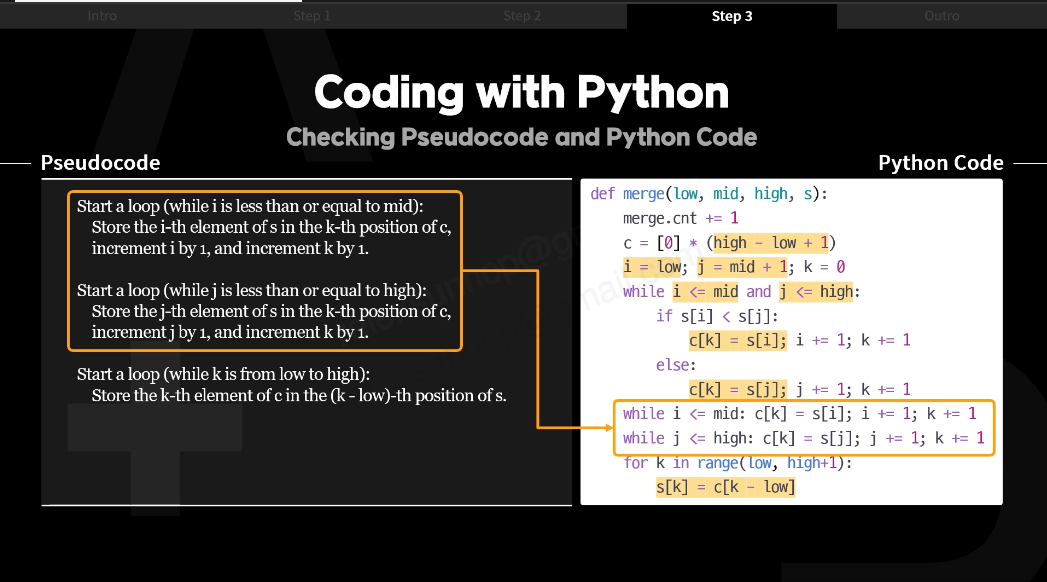 Intro
Step 1
Step 2
Step 3
Outro
Coding with Python
Checking Pseudocode and Python Code
Pseudocode
Start a loop (while i is less than or equal to mid):
Store the i-th element of s in the k-th position of c,
increment i by 1, and increment k by 1.
Start a loop (while j is less than or equal to high):
Store the j-th element of s in the k-th position of c,
increment j by 1, and increment k by 1.
Start a loop (while k is from low to high):
Store the k-th element of c in the (k - low)-th position of s.
Python Code
def merge(low, mid, high, s):
    merge.cnt += 1
    c = [0] * (high - low + 1)
    i = low; j = mid + 1; k = 0
    while i <= mid and j <= high:
        if s[i] < s[j]:
            c[k] = s[i]; i += 1; k += 1
        else:
            c[k] = s[j]; j += 1; k += 1
    while i <= mid: c[k] = s[i]; i += 1; k += 1
    while j <= high: c[k] = s[j]; j += 1; k += 1
    for k in range(low, high+1):
        s[k] = c[k - low]